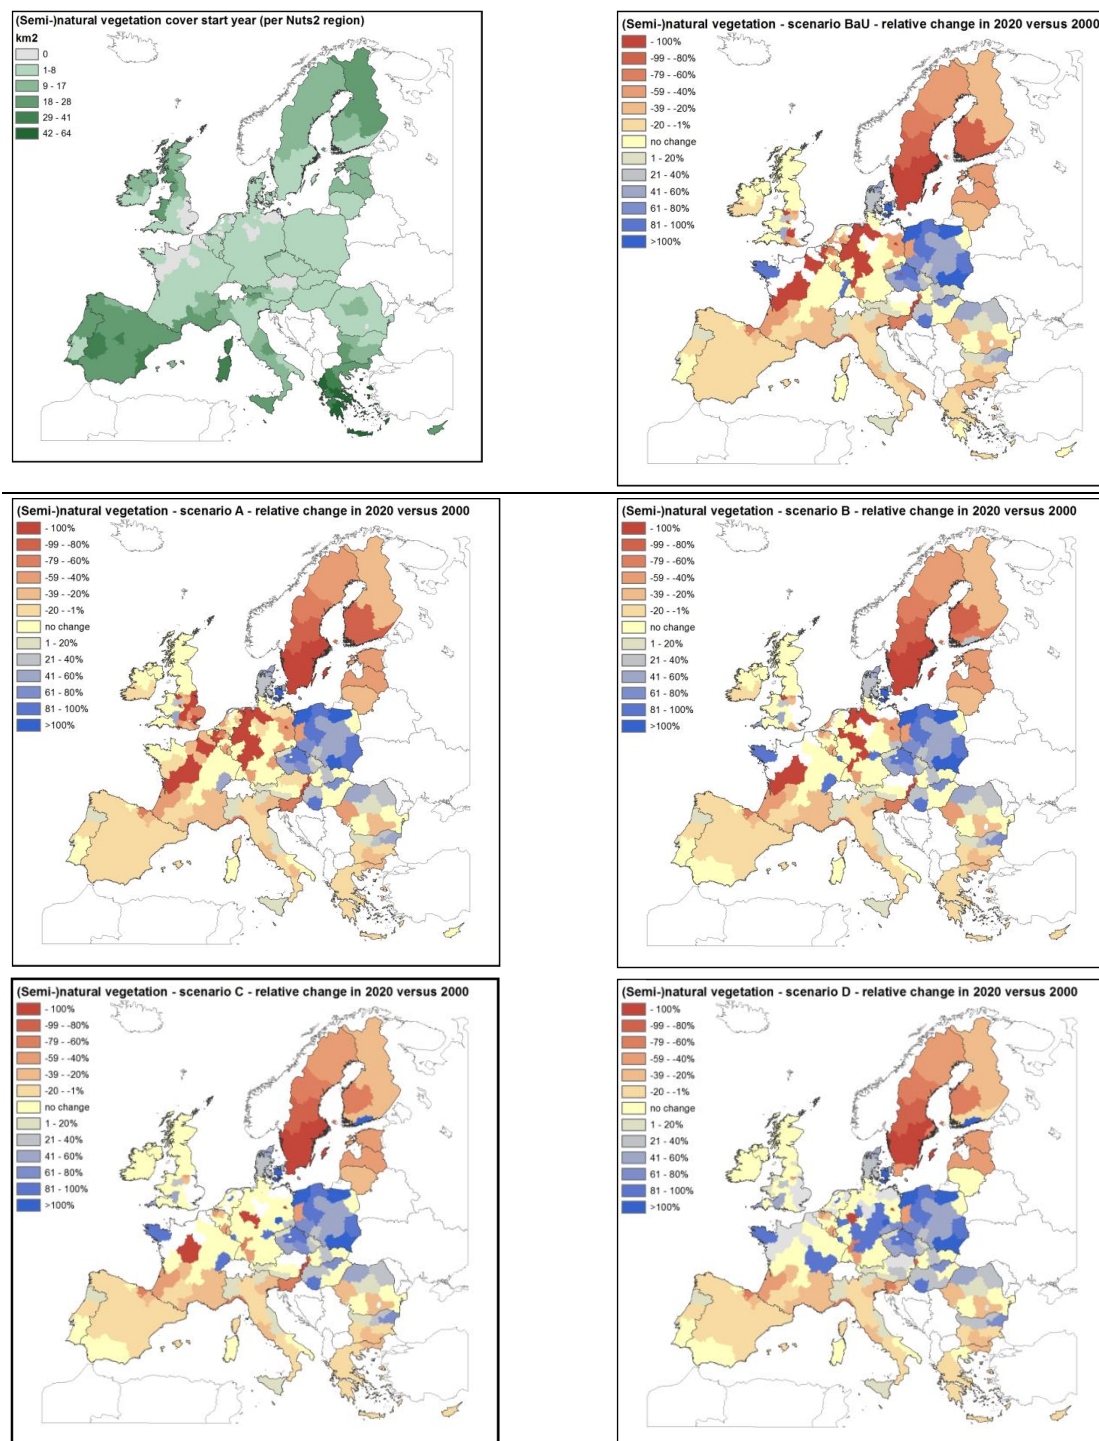 (Semi-)natural vegetation cover start year (per Nuts2 region)
km2
0
1-8
9 - 17
18 - 28
29 - 41
42 - 64
(Semi-)natural vegetation - scenario BaU - relative change in 2020 versus 2000
- 100%
-99 - -80%
-79 - -60%
-59 - -40%
-39 - -20%
-20 - -1%
no change
1 - 20%
21 - 40%
41 - 60%
61 - 80%
81 - 100%
>100%
(Semi-)natural vegetation - scenario A - relative change in 2020 versus 2000
- 100%
-99 - -80%
-79 - -60%
-59 - -40%
-39 - -20%
-20 - -1%
no change
1 - 20%
21 - 40%
41 - 60%
61 - 80%
81 - 100%
>100%
(Semi-)natural vegetation - scenario B - relative change in 2020 versus 2000
- 100%
-99 - -80%
-79 - -60%
-59 - -40%
-39 - -20%
-20 - -1%
no change
1 - 20%
21 - 40%
41 - 60%
61 - 80%
81 - 100%
>100%
(Semi-)natural vegetation - scenario C - relative change in 2020 versus 2000
- 100%
-99 - -80%
-79 - -60%
-59 - -40%
-39 - -20%
-20 - -1%
no change
1 - 20%
21 - 40%
41 - 60%
61 - 80%
81 - 100%
>100%
(Semi-)natural vegetation - scenario D - relative change in 2020 versus 2000
- 100%
-99 - -80%
-79 - -60%
-59 - -40%
-39 - -20%
-20 - -1%
no change
1 - 20%
21 - 40%
41 - 60%
61 - 80%
81 - 100%
>100%